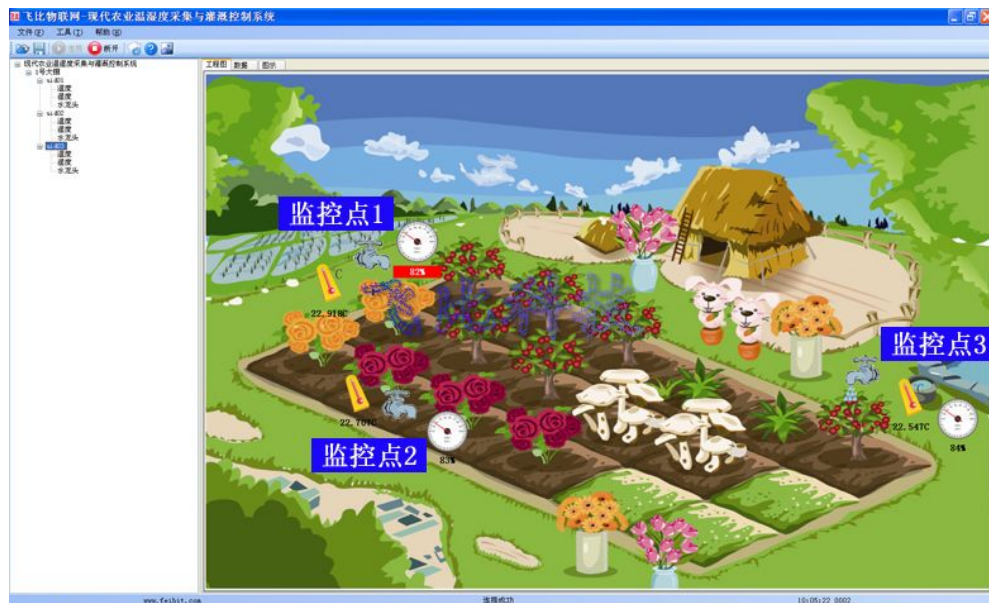 飞比物联网-现代农业温湿度采集与灌溉控制系统
文件(F) 工具(T) 帮助(H)
连接 断开
现代农业温湿度采集与灌溉控制系统
1号大棚
温度
湿度
水龙头
温度
湿度
水龙头
温度
湿度
水龙头
工程图 数据 图示
监控点1
82%
22.918C
监控点3
22.707C
22.547C
监控点2
83%
84%
www.feibit.com 连接成功